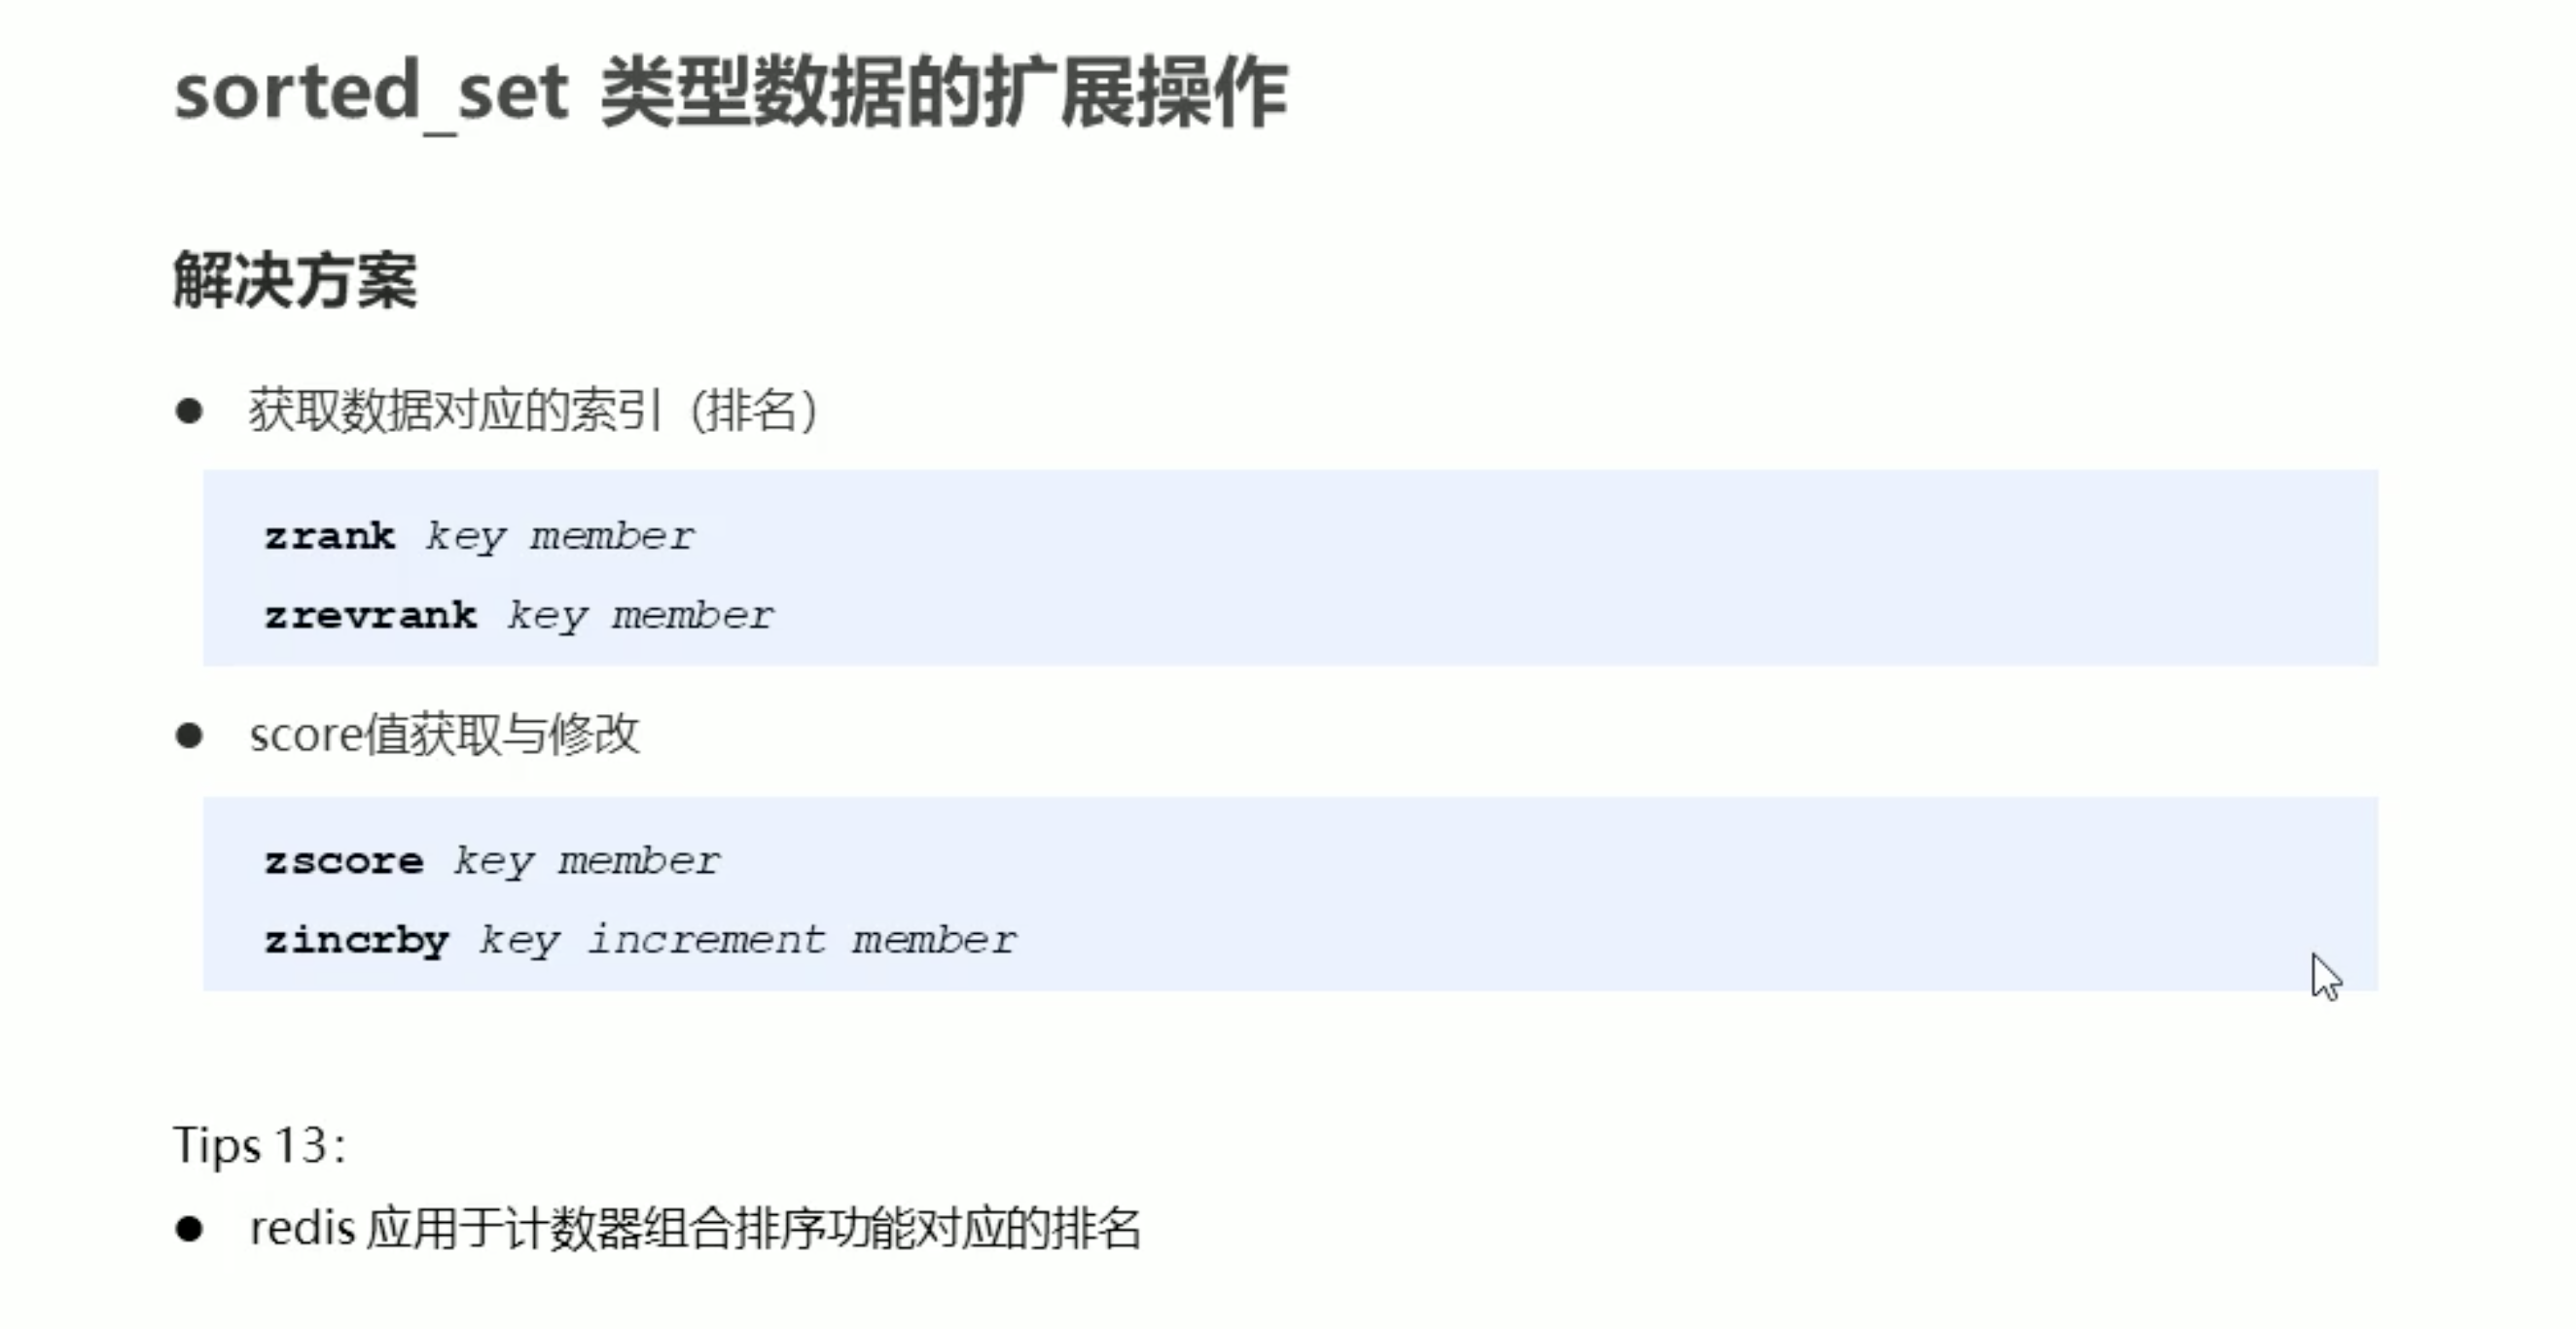 sorted_set 类型数据的扩展操作
解决方案
● 获取数据对应的索引（排名）
zrank key member
zrevrank key member
● score值获取与修改
zscore key member
zincrby key increment member
Tips 13：
● redis 应用于计数器组合排序功能对应的排名